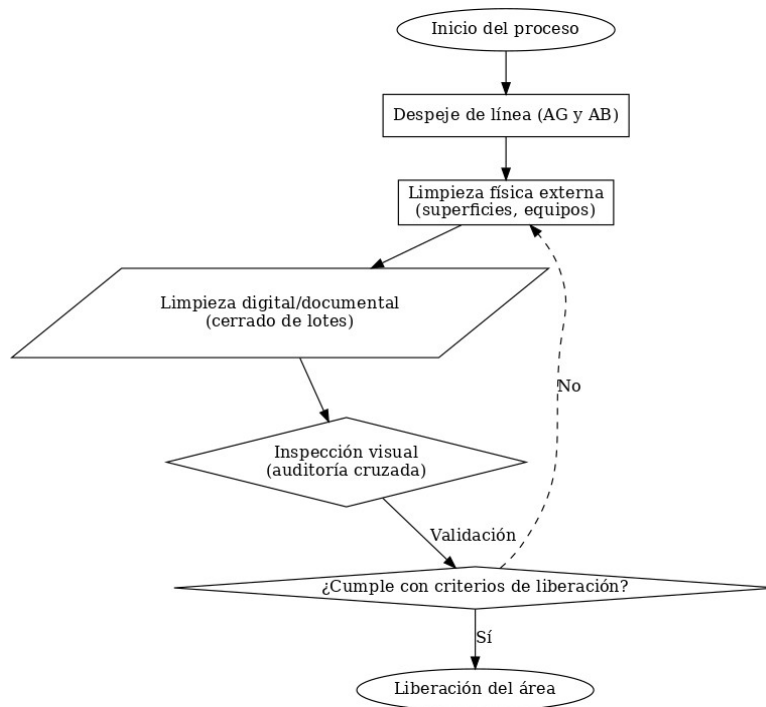 Inicio del proceso
Despeje de línea (AG y AB)
Limpieza física externa
(superficies, equipos)
Limpieza digital/documental
(cerrado de lotes)
No
Inspección visual
(auditoría cruzada)
Validación
¿Cumple con criterios de liberación?
Sí
Liberación del área